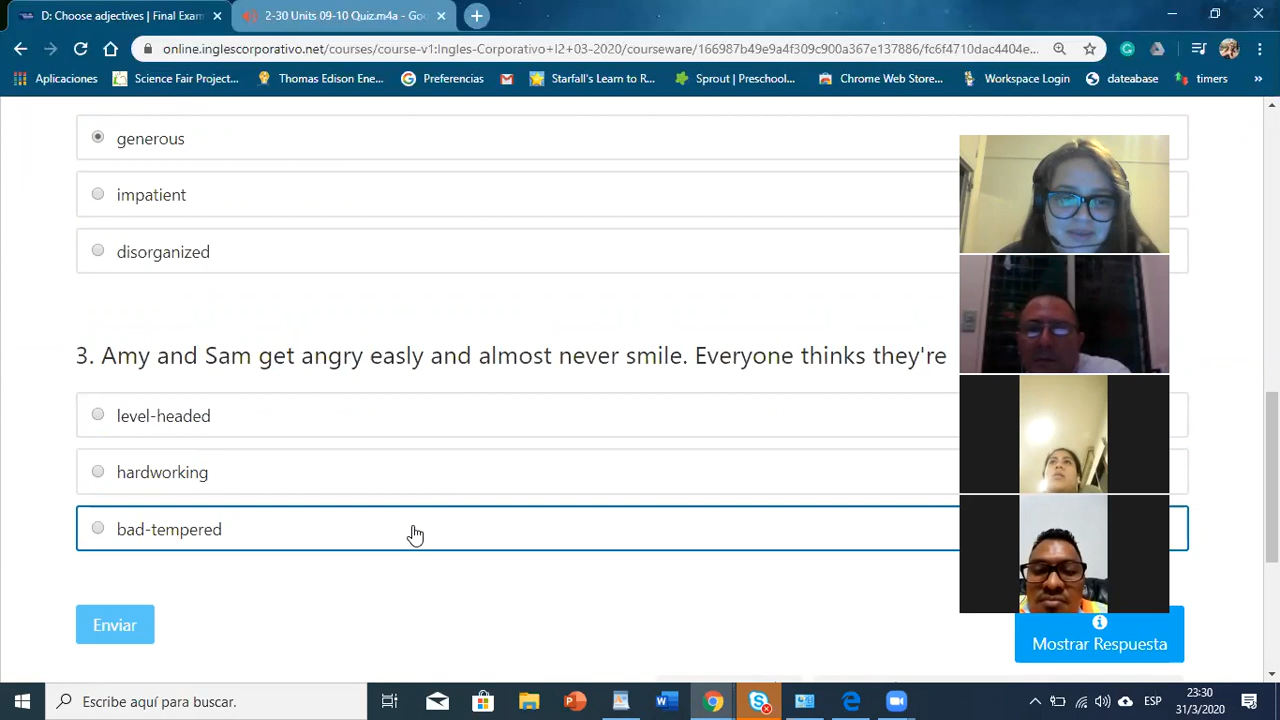 D: Choose adjectives | Final Exam
2-30 Units 09-10 Quiz.m4a - Goo
online.inglescorporativo.net/courses/course-v1:Ingles-Corporativo+I2+03-2020/courseware/166987b49e9a4f309c900a367e137886/fc6f4710dac4404e...
Aplicaciones
Science Fair Project...
Thomas Edison Ene...
Preferencias
Starfall's Learn to R...
Sprout | Preschool...
Chrome Web Store...
Workspace Login
dateabase
timers
»
generous
impatient
disorganized
3. Amy and Sam get angry easly and almost never smile. Everyone thinks they're
level-headed
hardworking
bad-tempered
Enviar
Mostrar Respuesta
Escribe aquí para buscar.
ESP
23:30
31/3/2020